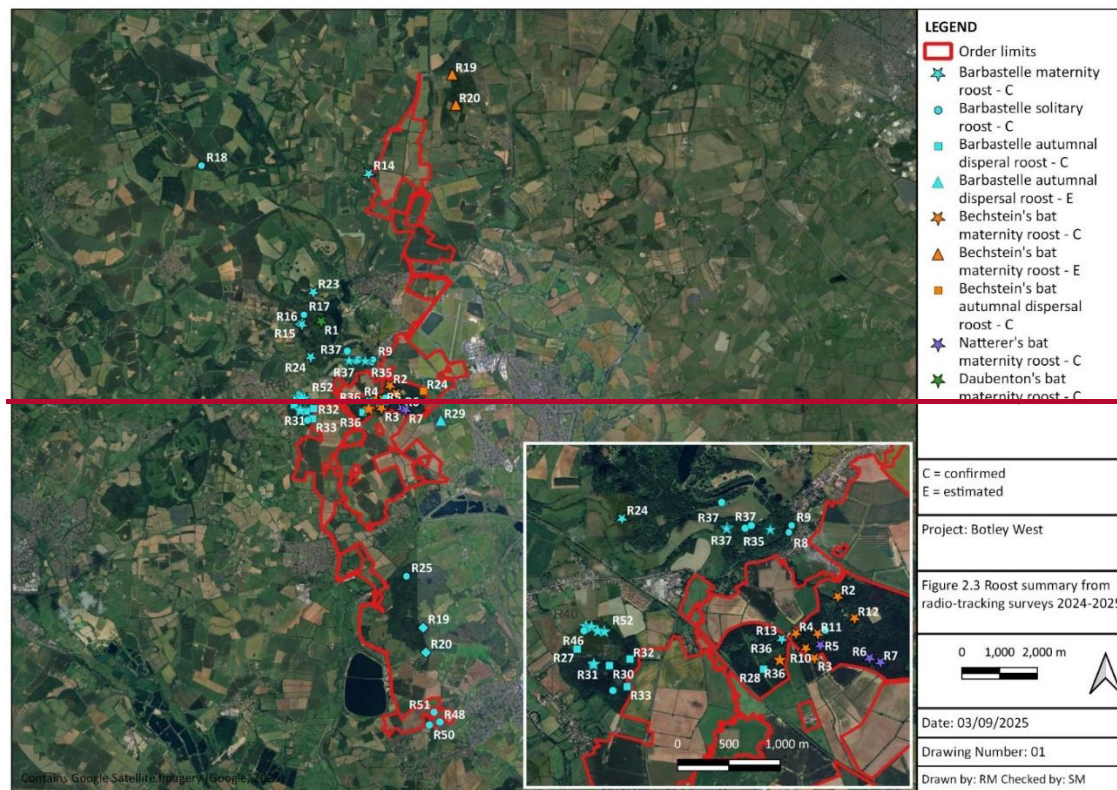 R19
R20
R18
R14
R23
R17
R16
R15
R1
R24
R37
R9
R37
R35
R2
R52
R36
R4
R24
R5
R32
R31
R33
R36
R3
R7
R29
R25
R19
R20
R51
R48
R50
Contains Google Satellite Imagery (Google,
R24
R37
R37
R9
R37
R35
R8
R2
R12
R52
R46
R13
R4
R11
R27
R32
R36
R5
R6
R7
R31
R30
R10
R3
R28
R36
R33
0
500
1,000 m
LEGEND
Order limits
Barbastelle maternity
roost - C
Barbastelle solitary
roost - C
Barbastelle autumnal
disperal roost - C
Barbastelle autumnal
dispersal roost - E
Bechstein's bat
maternity roost - C
Bechstein's bat
maternity roost - E
Bechstein's bat
autumnal dispersal
roost - C
Natterer's bat
maternity roost - C
Daubenton's bat
maternity roost - C
C = confirmed
E = estimated
Project: Botley West
Figure 2.3 Roost summary from
radio-tracking surveys 2024-2025
0 1,000 2,000 m
Date: 03/09/2025
Drawing Number: 01
Drawn by: RM Checked by: SM